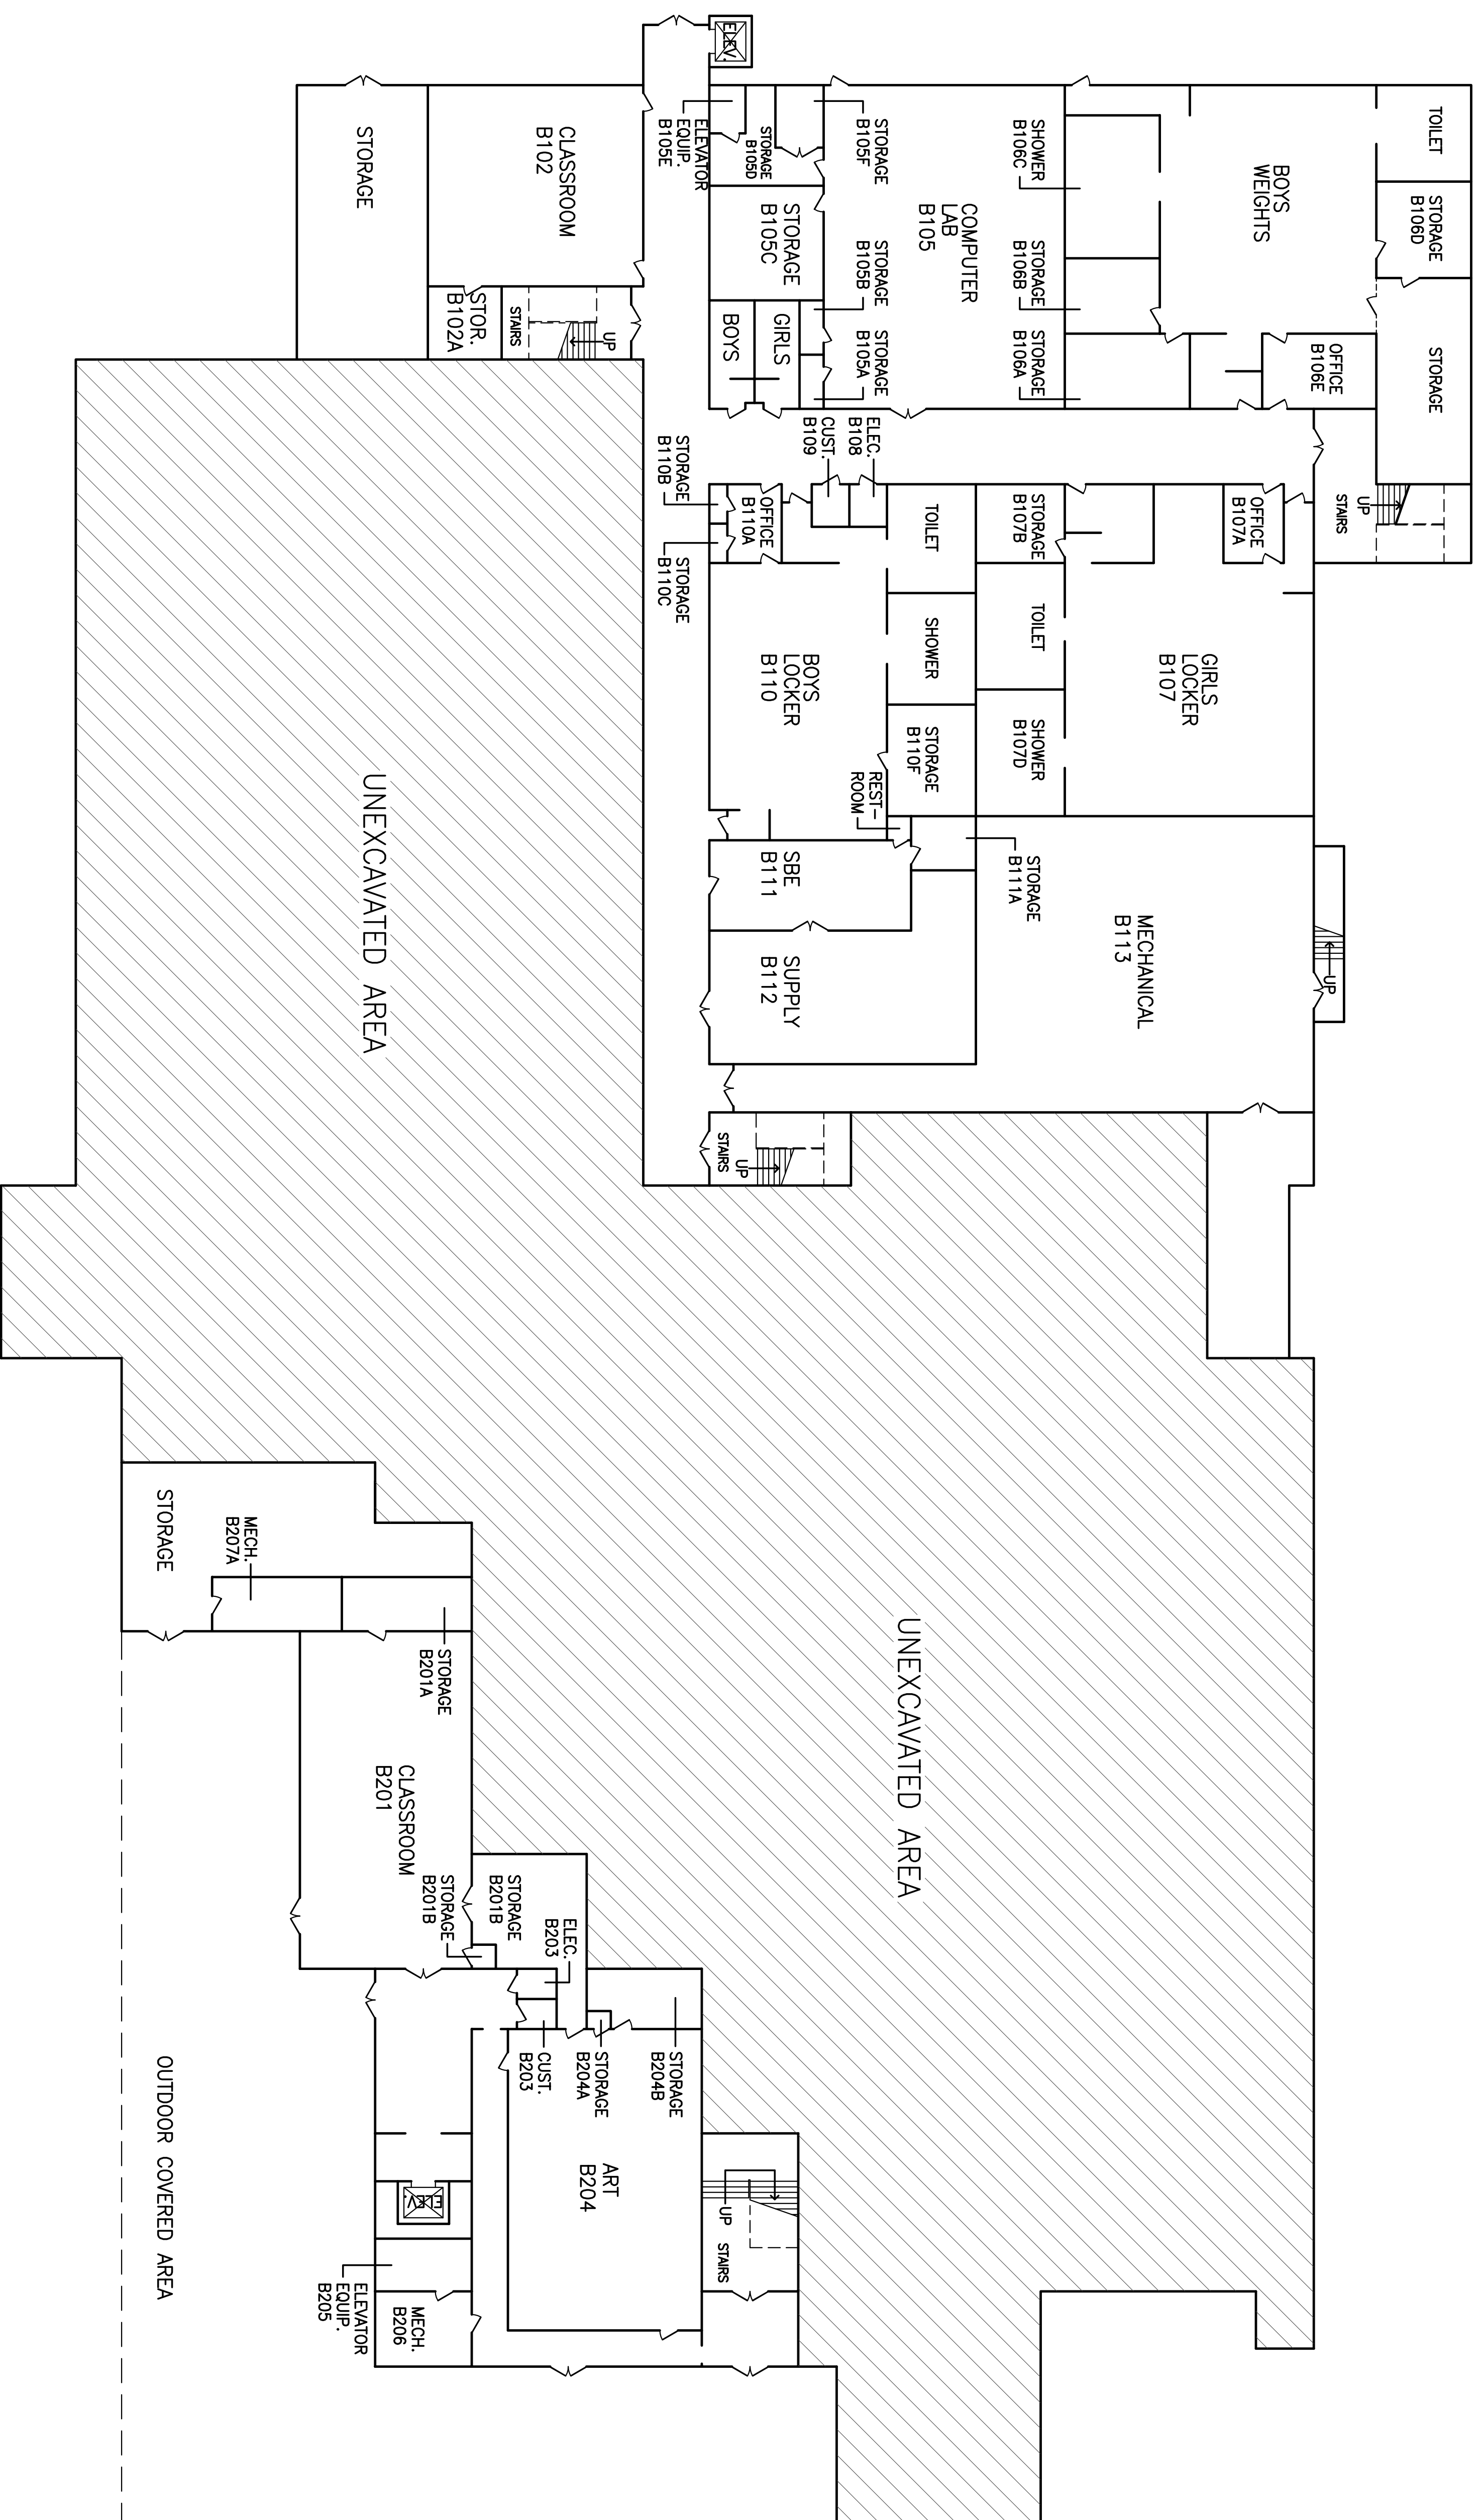 TOILET
STORAGE
B106D
STORAGE
BOYS
WEIGHTS
OFFICE
B106E
UP
STAIRS
SHOWER
B106C
STORAGE
B106B
STORAGE
B106A
COMPUTER
LAB
B105
STORAGE
B105F
STORAGE
B105B
STORAGE
B105A
STORAGE
B105D
ELEVATOR
EQUIP.
B105E
STORAGE
B105C
GIRLS
BOYS
ELEV.
CLASSROOM
B102
STORAGE
STOR.
B102A
STAIRS
UP
ELEC.
B108
CUST.
B109
OFFICE
B107A
GIRLS
LOCKER
B107
STORAGE
B107B
TOILET
SHOWER
B107D
TOILET
SHOWER
STORAGE
B110F
BOYS
LOCKER
B110
OFFICE
B110A
STORAGE
B110B
STORAGE
B110C
REST-
ROOM
STORAGE
B111A
SBE
B111
SUPPLY
B112
MECHANICAL
B113
UP
STAIRS
UP
UNEXCAVATED AREA
UNEXCAVATED AREA
STORAGE
MECH.
B207A
STORAGE
B201A
CLASSROOM
B201
STORAGE
B201B
STORAGE
B201B
ELEC.
B203
CUST.
B203
STORAGE
B204A
STORAGE
B204B
ART
B204
UP
STAIRS
ELEV.
ELEVATOR
EQUIP.
B205
MECH.
B206
OUTDOOR COVERED AREA